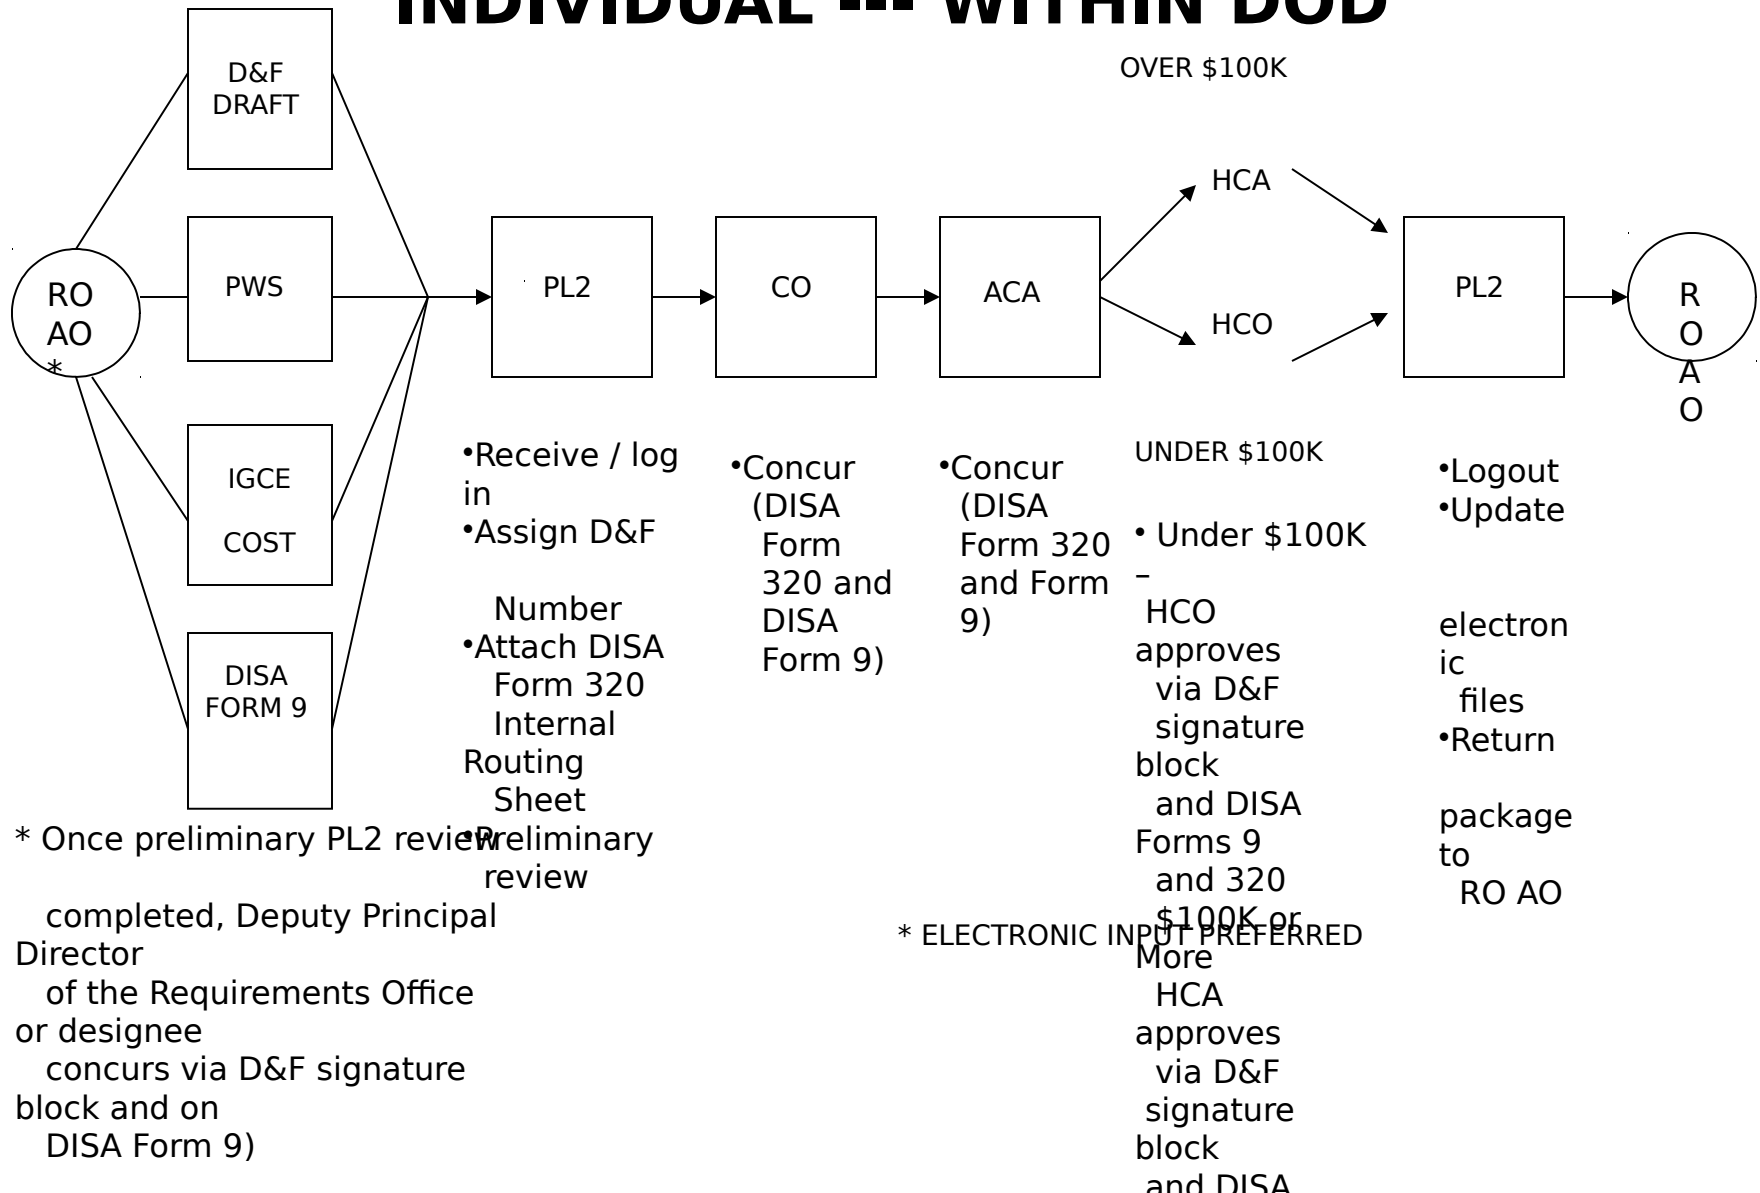 INDIVIDUAL --- WITHIN DOD
D&F
DRAFT
OVER $100K
HCA
RO
AO
*
PWS
PL2
CO
ACA
HCO
PL2
R
O
A
O
IGCE
COST
DISA
FORM 9
•Receive / log
in
•Assign D&F
Number
•Attach DISA
Form 320
Internal
Routing
Sheet
•Preliminary
review
•Concur
(DISA
Form
320 and
DISA
Form 9)
•Concur
(DISA
Form 320
and Form
9)
UNDER $100K
• Under $100K
–
HCO
approves
via D&F
signature
block
and DISA
Forms 9
and 320
$100K or
More
HCA
approves
via D&F
signature
block
and DISA
•Logout
•Update
electron
ic
files
•Return
package
to
RO AO
* Once preliminary PL2 review
completed, Deputy Principal
Director
of the Requirements Office
or designee
concurs via D&F signature
block and on
DISA Form 9)
* ELECTRONIC INPUT PREFERRED